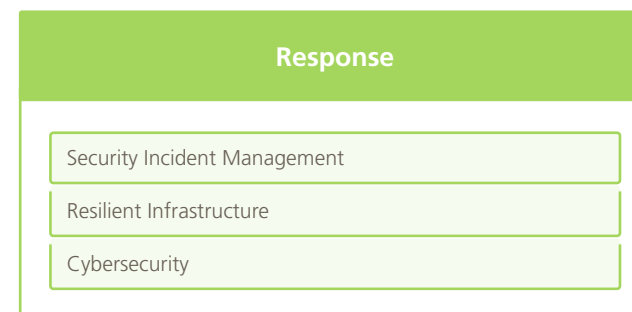 Response
Security Incident Management
Resilient Infrastructure
Cybersecurity